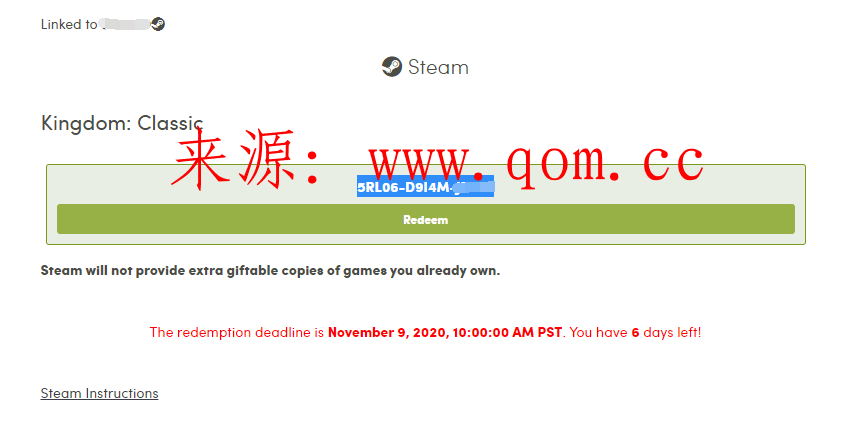 Linked to
Steam
Kingdom: Classic
来源: www.qom.cc
5RL06-D9I4M-
Redeem
Steam will not provide extra giftable copies of games you already own.
The redemption deadline is November 9, 2020, 10:00:00 AM PST. You have 6 days left!
Steam Instructions